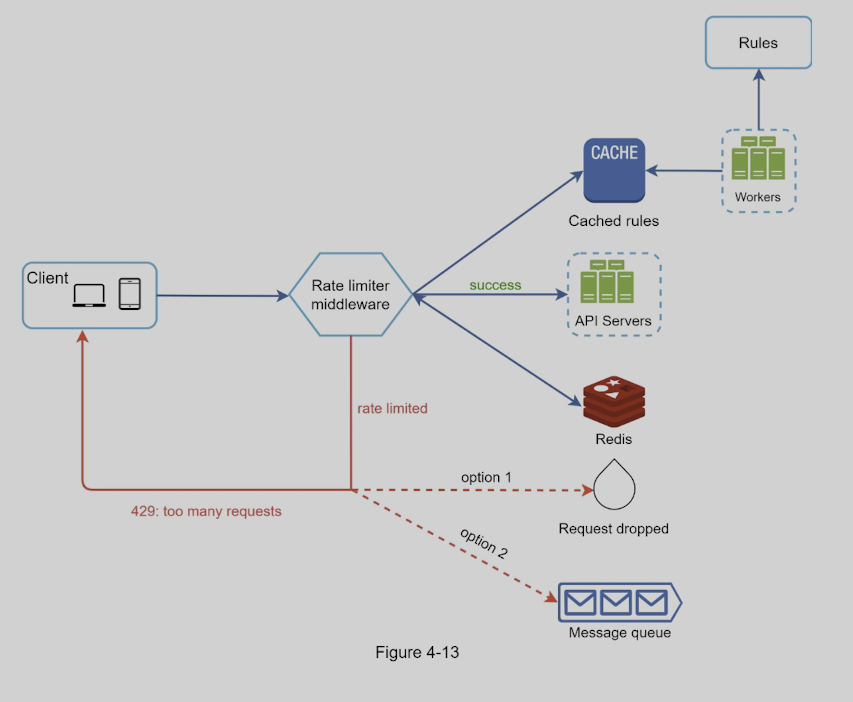 Rules
CACHE
Workers
Cached rules
Client
Rate limiter
middleware
success
API Servers
rate limited
Redis
option 1
429: too many requests
Request dropped
option 2
Message queue
Figure 4-13